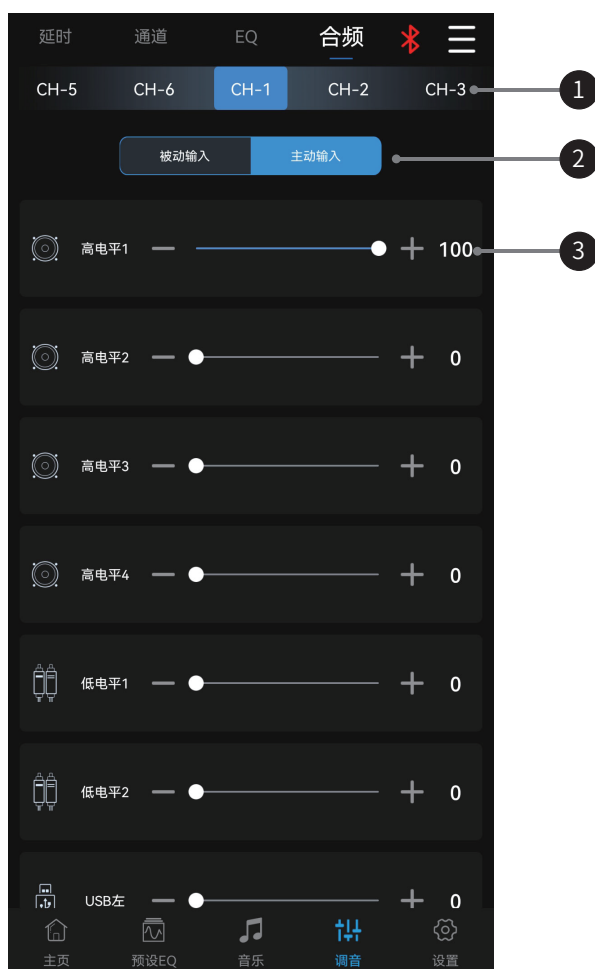 延时 通道 EQ 合频
CH-5 CH-6 CH-1 CH-2 CH-3 1
被动输入 主动输入 2
高电平1 100 3
高电平2 0
高电平3 0
高电平4 0
低电平1 0
低电平2 0
USB左 0
主页 预设EQ 音乐 调音 设置